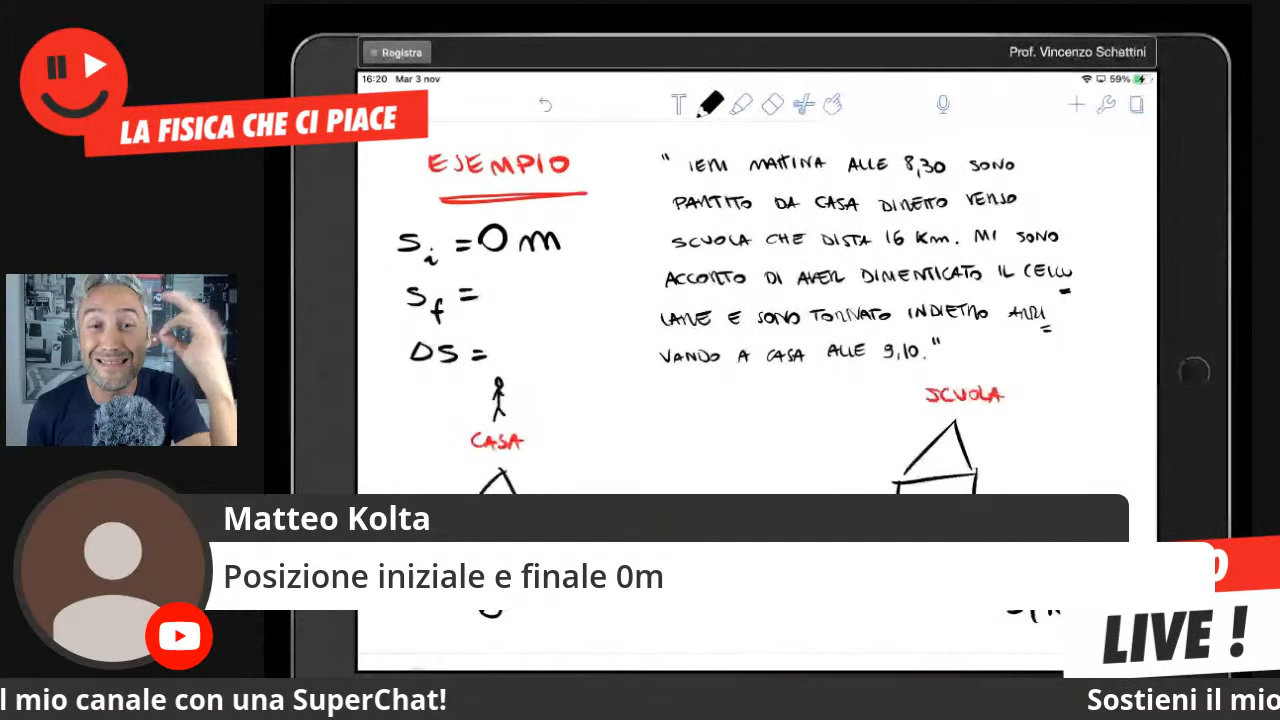 Registra
Prof. Vincenzo Schettini
16:20 Mar 3 nov
59%
LA FISICA CHE CI PIACE
ESEMPIO
Si = 0 m
Sf =
ΔS =
CASA
" IERI MATTINA ALLE 8,30 SONO
PARTITO DA CASA DIRETTO VERSO
SCUOLA CHE DISTA 16 Km. MI SONO
ACCORTO DI AVER DIMENTICATO IL CELLU
LARE E SONO TORNATO INDIETRO ARRI
VANDO A CASA ALLE 9,10."
SCUOLA
Matteo Kolta
Posizione iniziale e finale 0m
LIVE !
l mio canale con una SuperChat!
Sostieni il mio